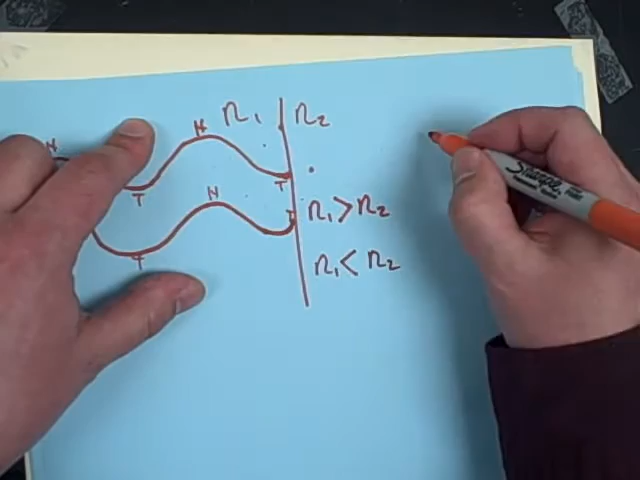 n₁ n₂
H H
T T
H
T T
n₁ > n₂
n₁ < n₂
Sharpie